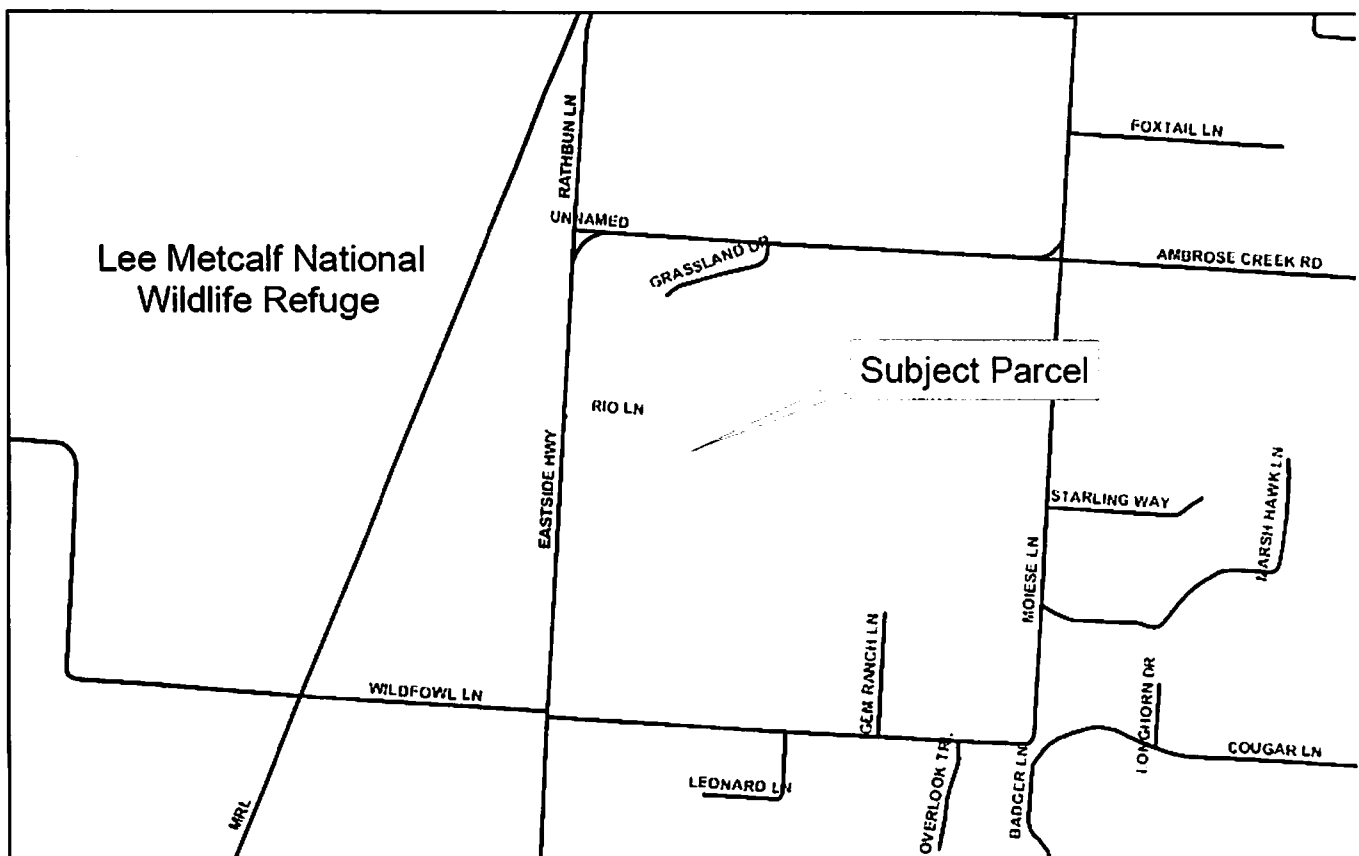 RATHBUN LN
FOXTAIL LN
UNNAMED
Lee Metcalf National
Wildlife Refuge
GRASSLAND DR
AMBROSE CREEK RD
Subject Parcel
RIO LN
EASTSIDE HWY
STARLING WAY
MARSH HAWK LN
MOIESE LN
GEM RANCH LN
WILDFOWL LN
LONGHORN DR
COUGAR LN
LEONARD LN
OVERLOOK TRL
BADGER LN
MRL